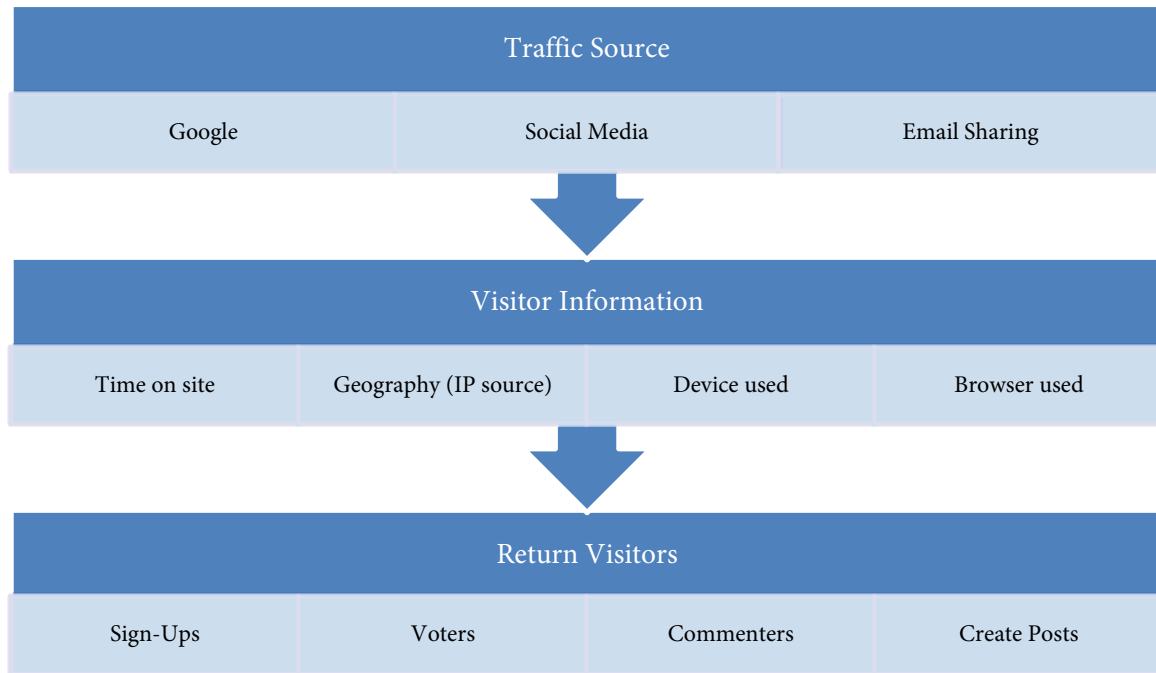 Traffic Source
Google
Social Media
Email Sharing
Visitor Information
Time on site
Geography (IP source)
Device used
Browser used
Return Visitors
Sign-Ups
Voters
Commenters
Create Posts